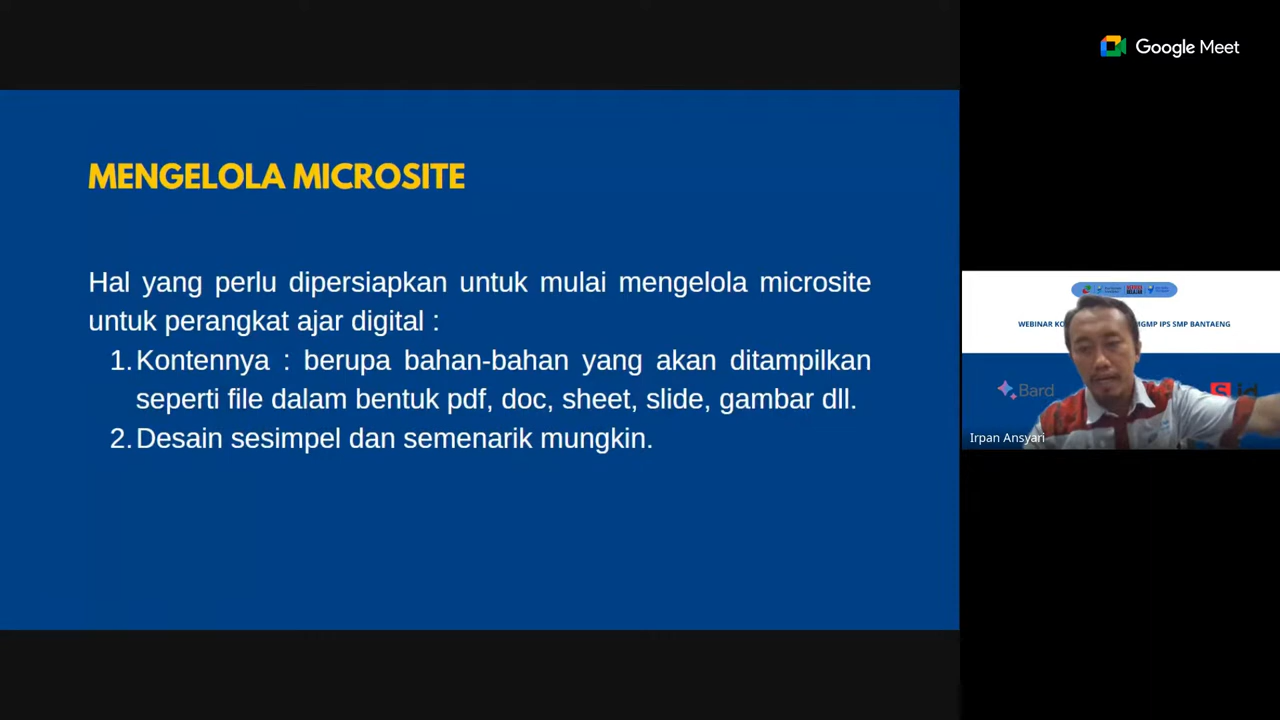 Google Meet
MENGELOLA MICROSITE
Hal yang perlu dipersiapkan untuk mulai mengelola microsite
untuk perangkat ajar digital :
1. Kontennya : berupa bahan-bahan yang akan ditampilkan
seperti file dalam bentuk pdf, doc, sheet, slide, gambar dll.
2. Desain sesimpel dan semenarik mungkin.
WEBINAR KO MGMP IPS SMP BANTAENG
Bard
S.id
Irpan Ansyari